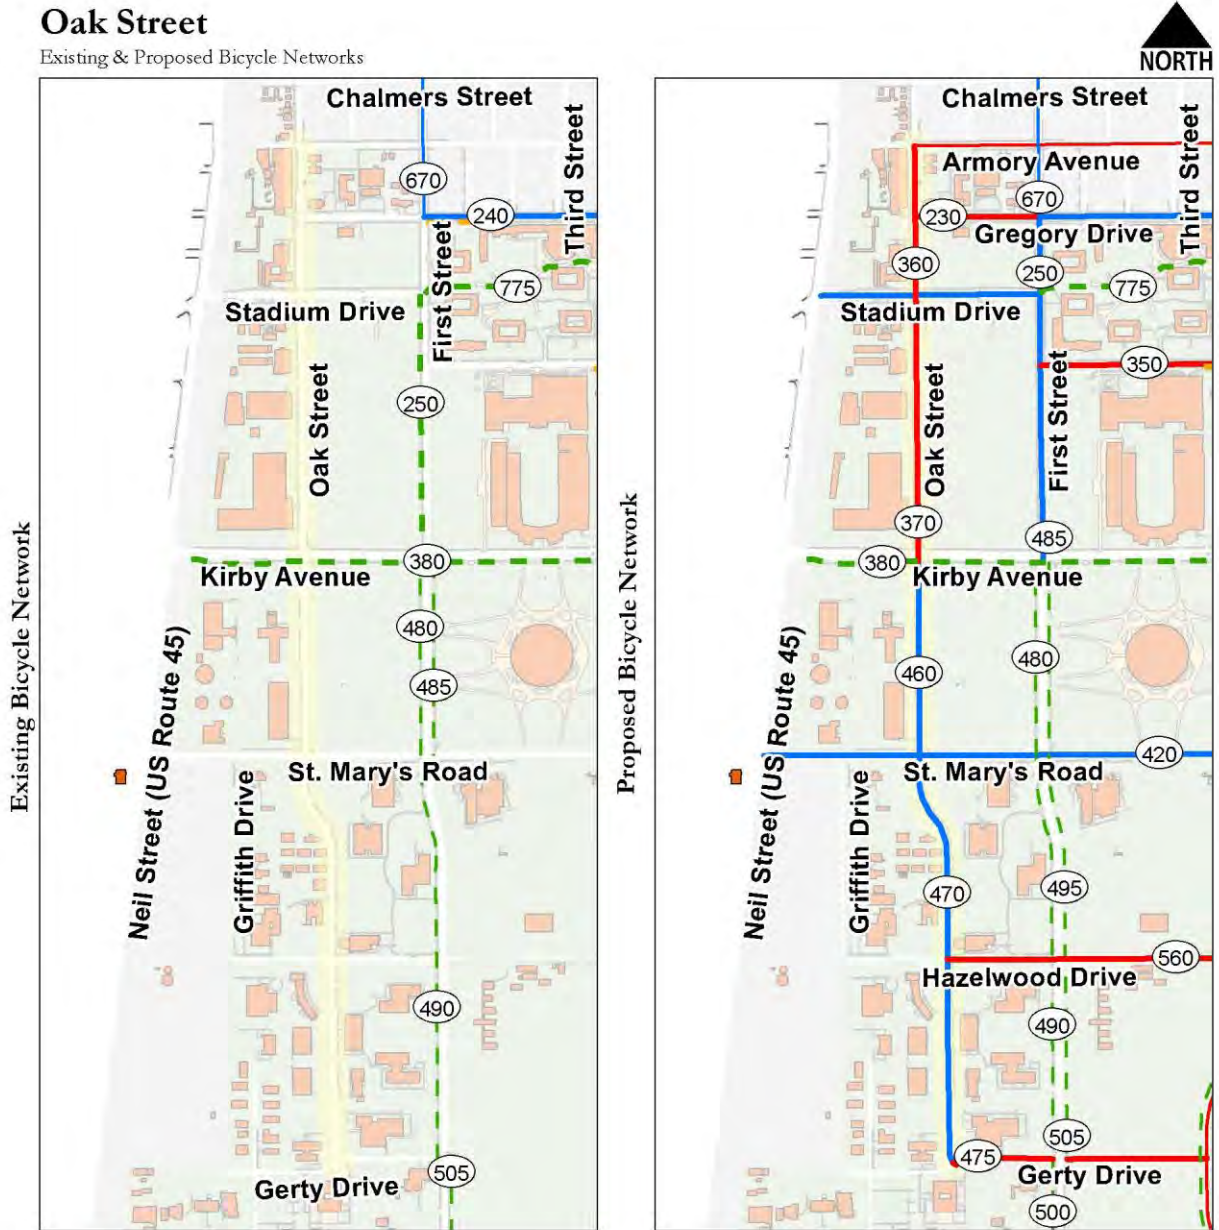 Oak Street
Existing & Proposed Bicycle Networks
NORTH
Existing Bicycle Network
Chalmers Street
670
240
Third Street
First Street
775
Stadium Drive
250
Oak Street
380
Kirby Avenue
480
485
Neil Street (US Route 45)
St. Mary's Road
Griffith Drive
490
505
Gerty Drive
Proposed Bicycle Network
Chalmers Street
Third Street
Armory Avenue
670
230
Gregory Drive
360
250
775
Stadium Drive
350
First Street
Oak Street
370
485
380
Kirby Avenue
480
460
Neil Street (US Route 45)
420
St. Mary's Road
Griffith Drive
470
495
560
Hazelwood Drive
490
505
475
Gerty Drive
500